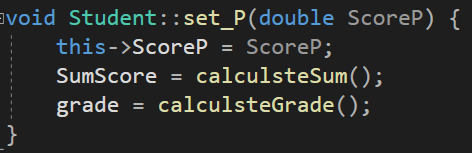 void Student::set_P(double ScoreP) {
    this->ScoreP = ScoreP;
    SumScore = calculsteSum();
    grade = calculsteGrade();
}